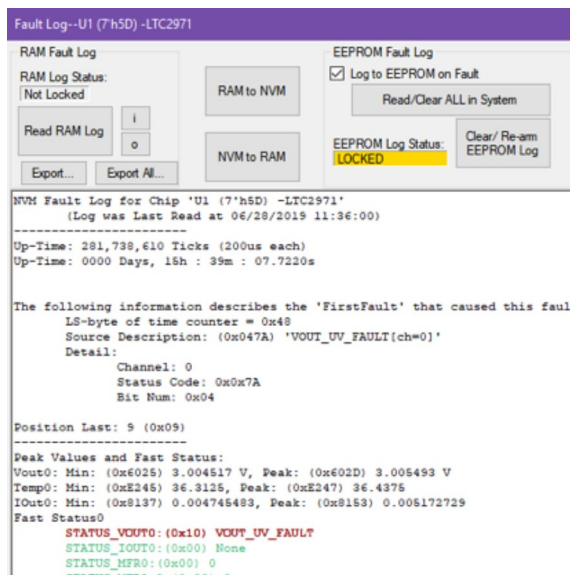 Fault Log--U1 (7'h5D) -LTC2971
RAM Fault Log
RAM Log Status:
Not Locked
Read RAM Log
i
o
Export...
Export All...
RAM to NVM
NVM to RAM
EEPROM Fault Log
Log to EEPROM on Fault
Read/Clear ALL in System
EEPROM Log Status:
LOCKED
Clear/ Re-arm
EEPROM Log
NVM Fault Log for Chip 'U1 (7'h5D) -LTC2971'
(Log was Last Read at 06/28/2019 11:36:00)
------------------------
Up-Time: 281,738,610 Ticks (200us each)
Up-Time: 0000 Days, 15h : 39m : 07.7220s
The following information describes the 'FirstFault' that caused this faul
LS-byte of time counter = 0x48
Source Description: (0x047A) 'VOUT_UV_FAULT[ch=0]'
Detail:
Channel: 0
Status Code: 0x0x7A
Bit Num: 0x04
Position Last: 9 (0x09)
------------------------
Peak Values and Fast Status:
Vout0: Min: (0x6025) 3.004517 V, Peak: (0x602D) 3.005493 V
Temp0: Min: (0xE245) 36.3125, Peak: (0xE247) 36.4375
IOut0: Min: (0x8137) 0.004745483, Peak: (0x8153) 0.005172729
Fast Status0
STATUS_VOUT0:(0x10) VOUT_UV_FAULT
STATUS_IOUT0:(0x00) None
STATUS_MFR0:(0x00) 0